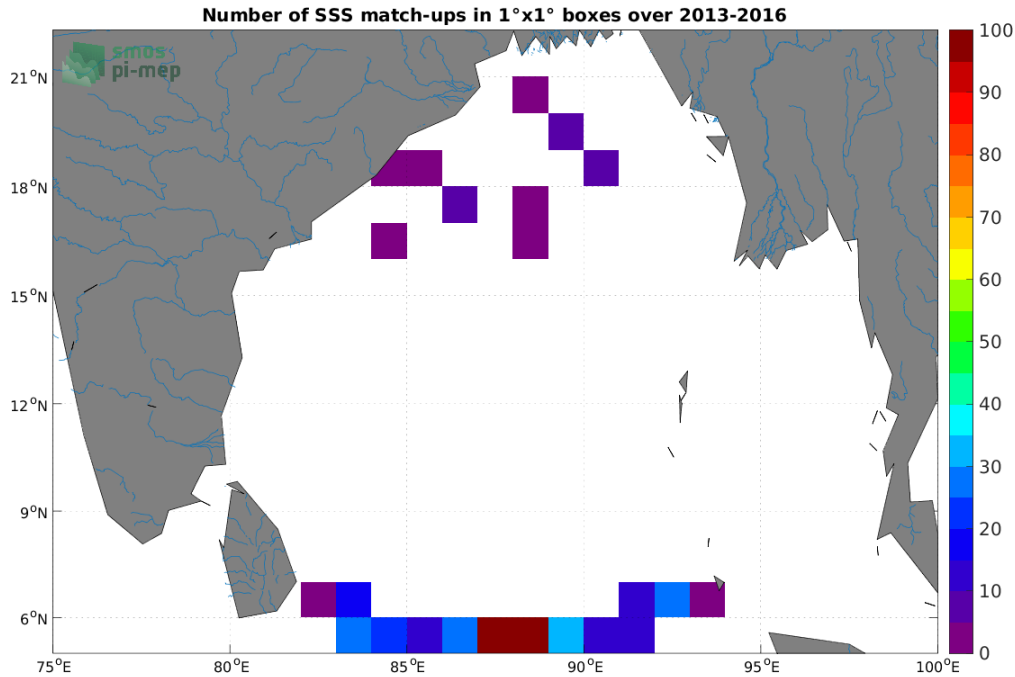 Number of SSS match-ups in 1°x1° boxes over 2013-2016
smos
pi-mep
21°N
18°N
15°N
12°N
9°N
6°N
75°E
80°E
85°E
90°E
95°E
100°E
100
90
80
70
60
50
40
30
20
10
0